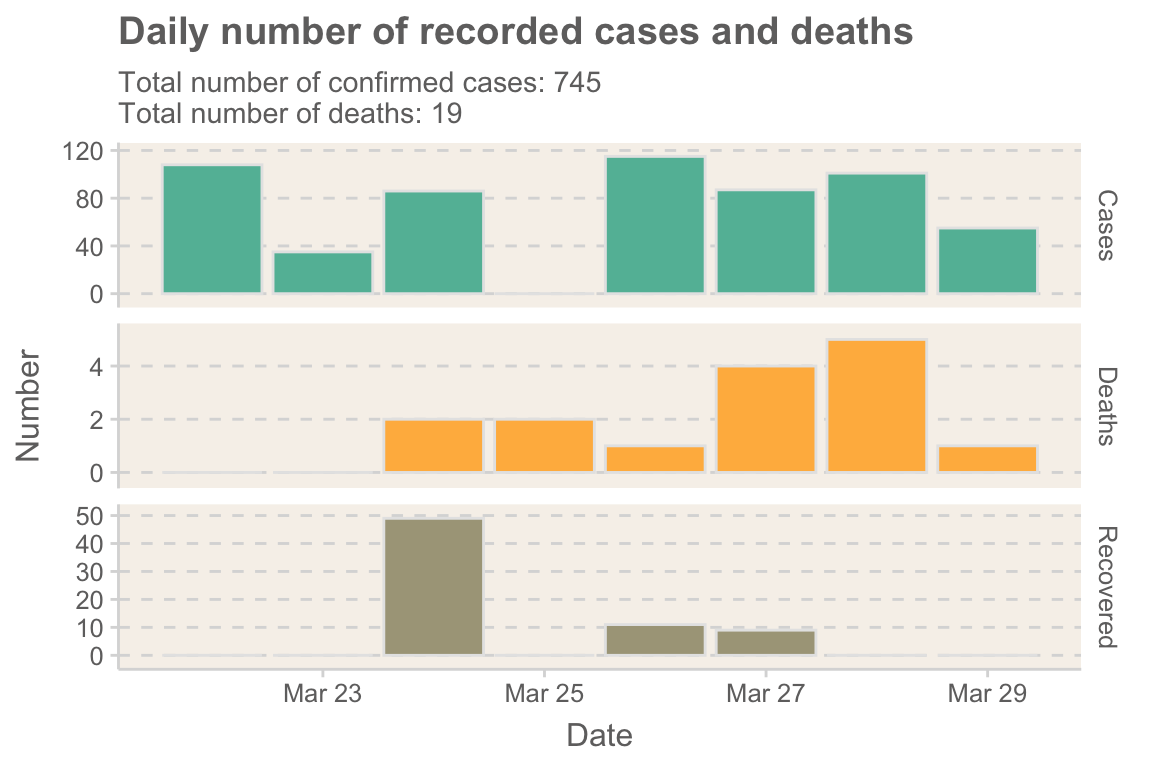 Daily number of recorded cases and deaths
Total number of confirmed cases: 745
Total number of deaths: 19
120
80
40
0
Cases
4
2
0
Deaths
50
40
30
20
10
0
Recovered
Number
Mar 23
Mar 25
Mar 27
Mar 29
Date